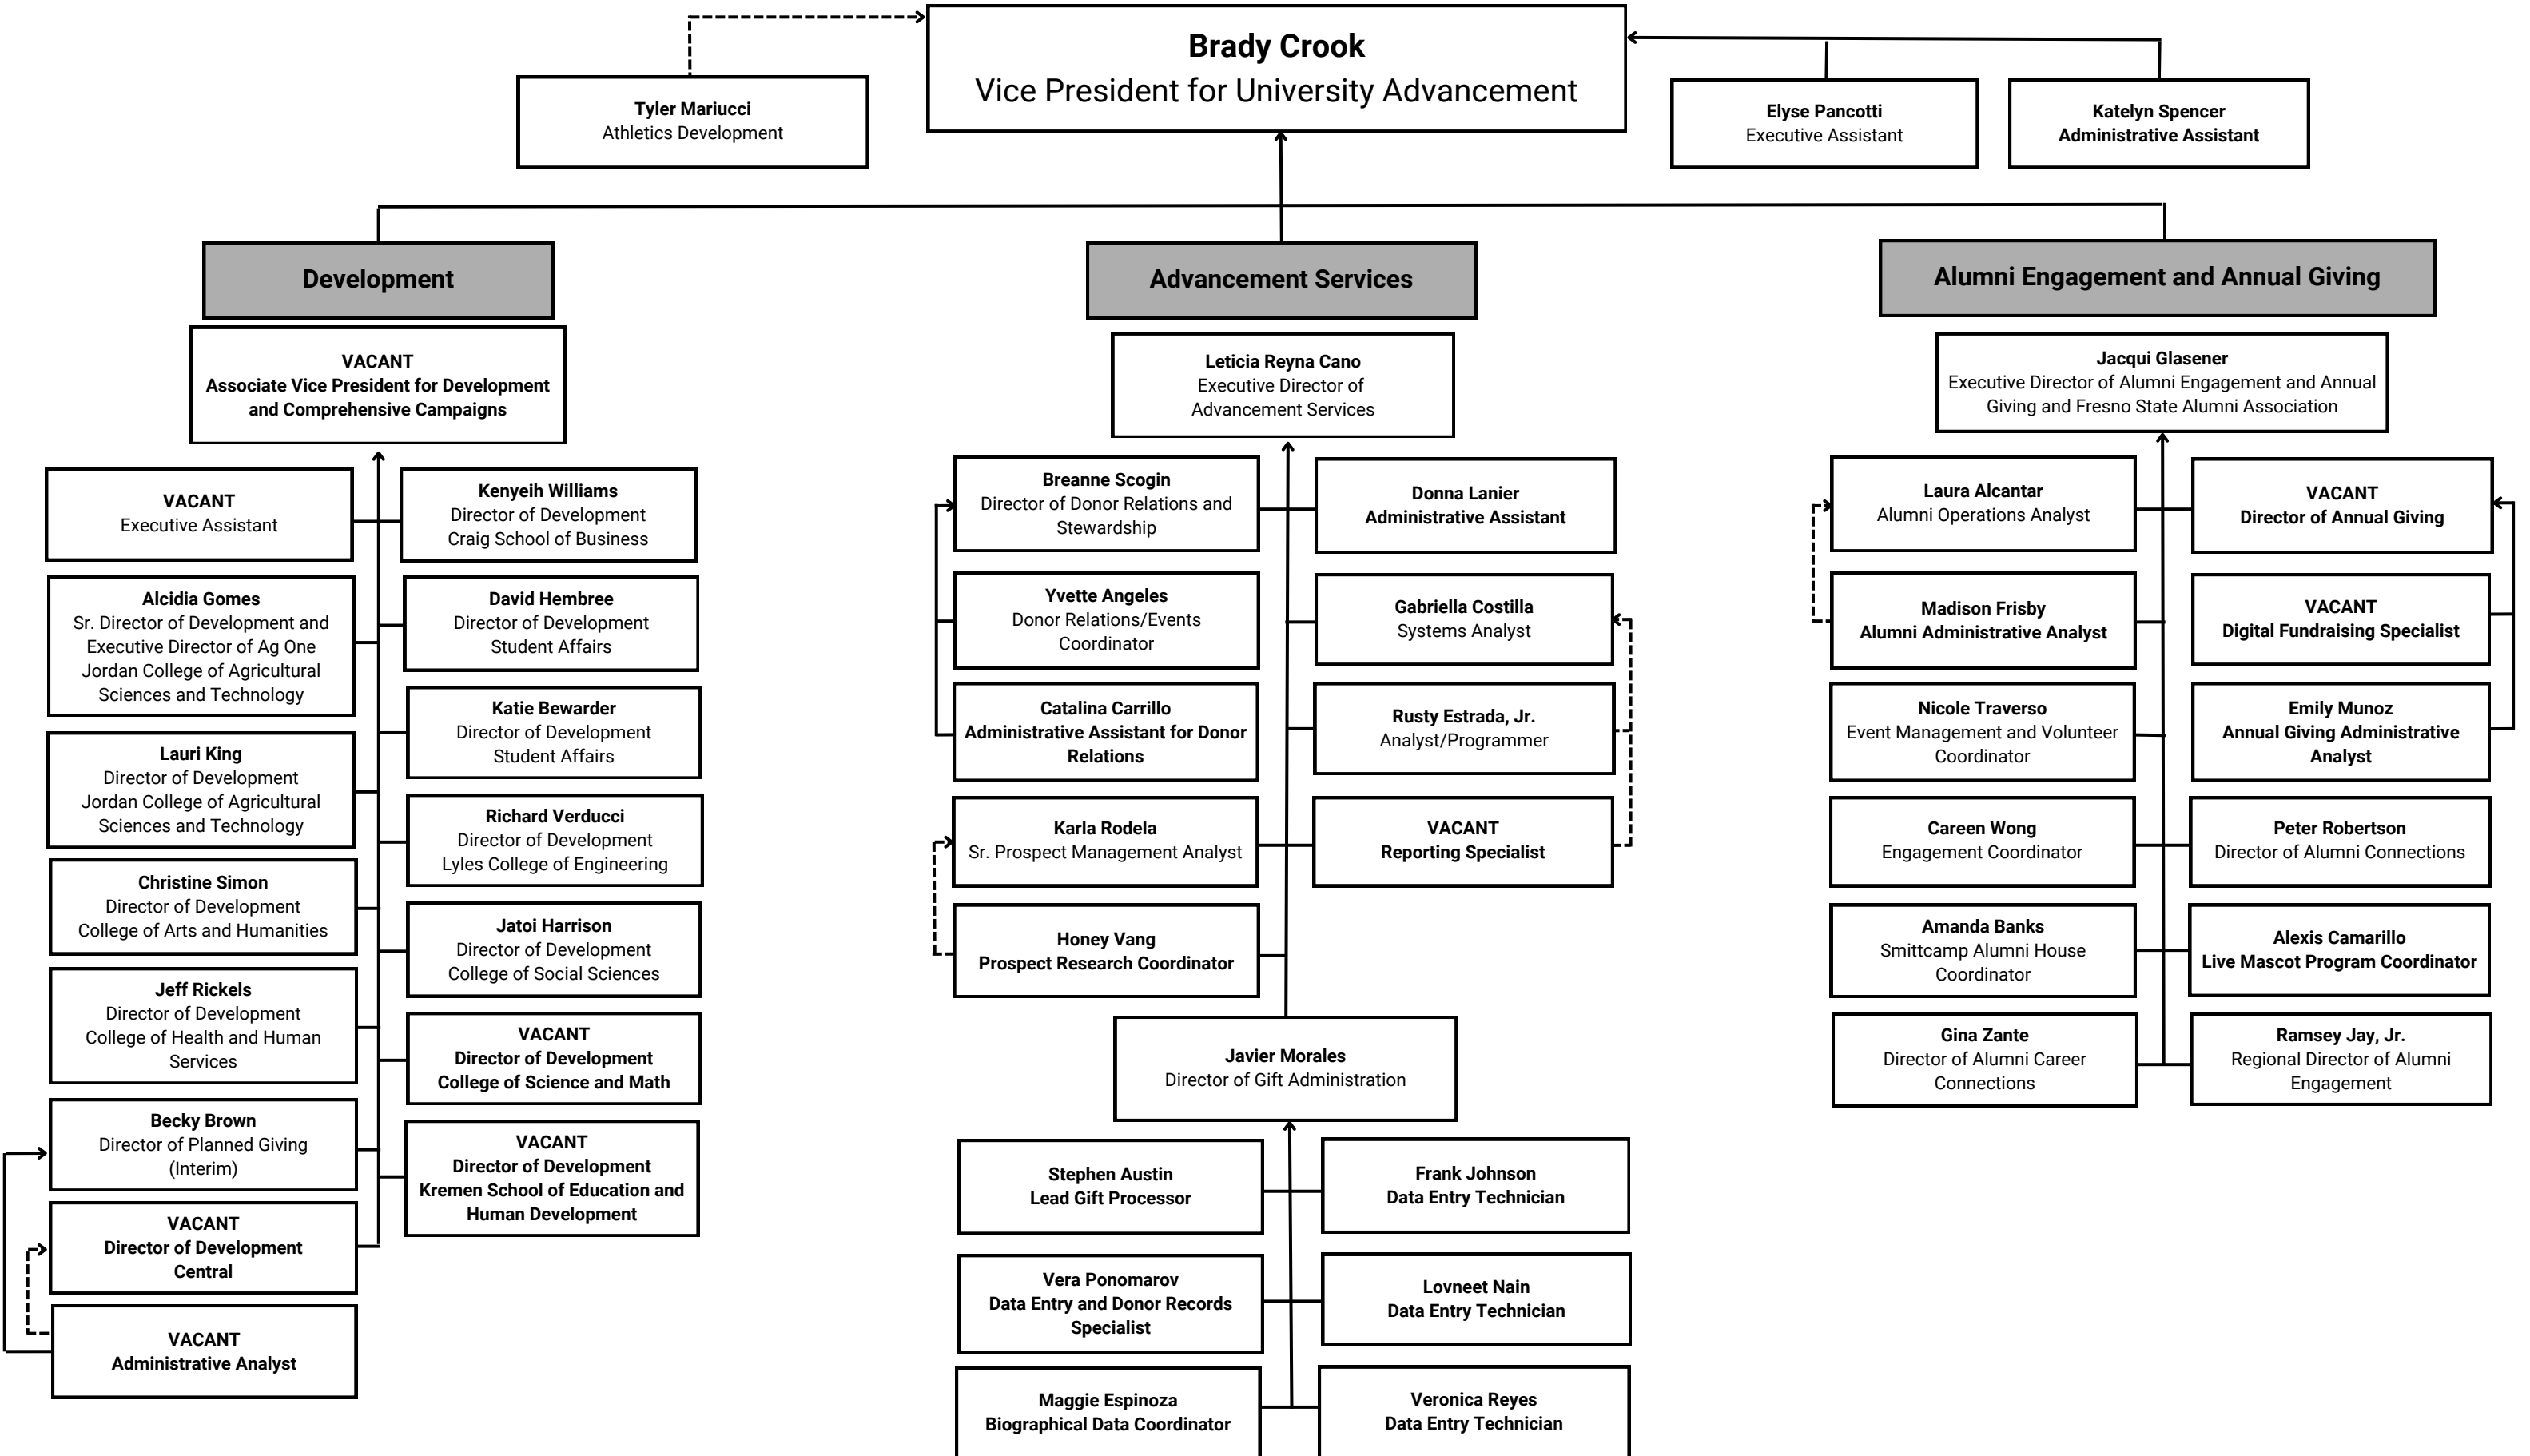 Brady Crook
Vice President for University Advancement
Tyler Mariucci
Athletics Development
Elyse Pancotti
Executive Assistant
Katelyn Spencer
Administrative Assistant
Development
VACANT
Associate Vice President for Development
and Comprehensive Campaigns
VACANT
Executive Assistant
Alcidia Gomes
Sr. Director of Development and
Executive Director of Ag One
Jordan College of Agricultural
Sciences and Technology
Lauri King
Director of Development
Jordan College of Agricultural
Sciences and Technology
Christine Simon
Director of Development
College of Arts and Humanities
Jeff Rickels
Director of Development
College of Health and Human
Services
Becky Brown
Director of Planned Giving
(Interim)
VACANT
Director of Development
Central
VACANT
Administrative Analyst
Kenyeih Williams
Director of Development
Craig School of Business
David Hembree
Director of Development
Student Affairs
Katie Bewarder
Director of Development
Student Affairs
Richard Verducci
Director of Development
Lyles College of Engineering
Jatoi Harrison
Director of Development
College of Social Sciences
VACANT
Director of Development
College of Science and Math
VACANT
Director of Development
Kremen School of Education and
Human Development
Advancement Services
Leticia Reyna Cano
Executive Director of
Advancement Services
Breanne Scogin
Director of Donor Relations and
Stewardship
Yvette Angeles
Donor Relations/Events
Coordinator
Catalina Carrillo
Administrative Assistant for Donor
Relations
Karla Rodela
Sr. Prospect Management Analyst
Honey Vang
Prospect Research Coordinator
Donna Lanier
Administrative Assistant
Gabriella Costilla
Systems Analyst
Rusty Estrada, Jr.
Analyst/Programmer
VACANT
Reporting Specialist
Javier Morales
Director of Gift Administration
Stephen Austin
Lead Gift Processor
Vera Ponomarov
Data Entry and Donor Records
Specialist
Maggie Espinoza
Biographical Data Coordinator
Frank Johnson
Data Entry Technician
Lovneet Nain
Data Entry Technician
Veronica Reyes
Data Entry Technician
Alumni Engagement and Annual Giving
Jacqui Glasener
Executive Director of Alumni Engagement and Annual
Giving and Fresno State Alumni Association
Laura Alcantar
Alumni Operations Analyst
Madison Frisby
Alumni Administrative Analyst
Nicole Traverso
Event Management and Volunteer
Coordinator
Careen Wong
Engagement Coordinator
Amanda Banks
Smittcamp Alumni House
Coordinator
Gina Zante
Director of Alumni Career
Connections
VACANT
Director of Annual Giving
VACANT
Digital Fundraising Specialist
Emily Munoz
Annual Giving Administrative
Analyst
Peter Robertson
Director of Alumni Connections
Alexis Camarillo
Live Mascot Program Coordinator
Ramsey Jay, Jr.
Regional Director of Alumni
Engagement